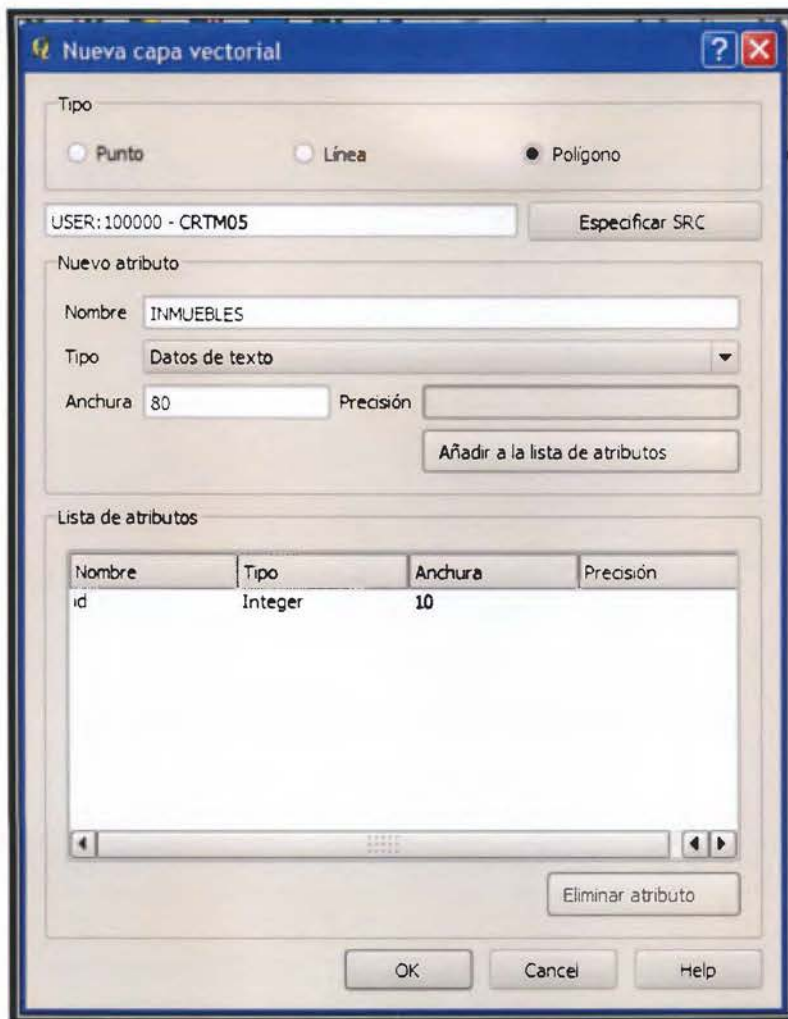 Nueva capa vectorial
Tipo
Punto
Línea
Polígono
USER:100000 - CRTM05
Especificar SRC
Nuevo atributo
Nombre
INMUEBLES
Tipo
Datos de texto
Anchura
80
Precisión
Añadir a la lista de atributos
Lista de atributos
Nombre
Tipo
Anchura
Precisión
id
Integer
10
Eliminar atributo
OK
Cancel
Help